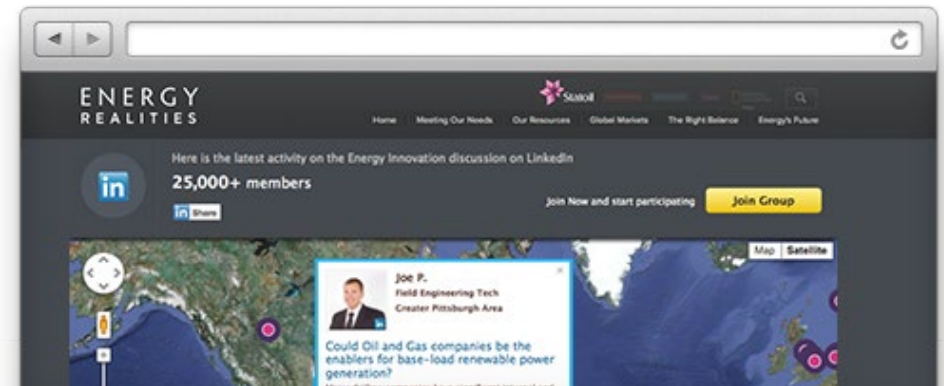 ENERGY
REALITIES
Statoil
Home Meeting Our Needs Our Resources Global Markets The Right Balance Energy's Future
Here is the latest activity on the Energy Innovation discussion on LinkedIn
25,000+ members
in
in Share
Join Now and start participating
Join Group
Map Satellite
Joe P.
Field Engineering Tech
Greater Pittsburgh Area
Could Oil and Gas companies be the
enablers for base-load renewable power
generation?